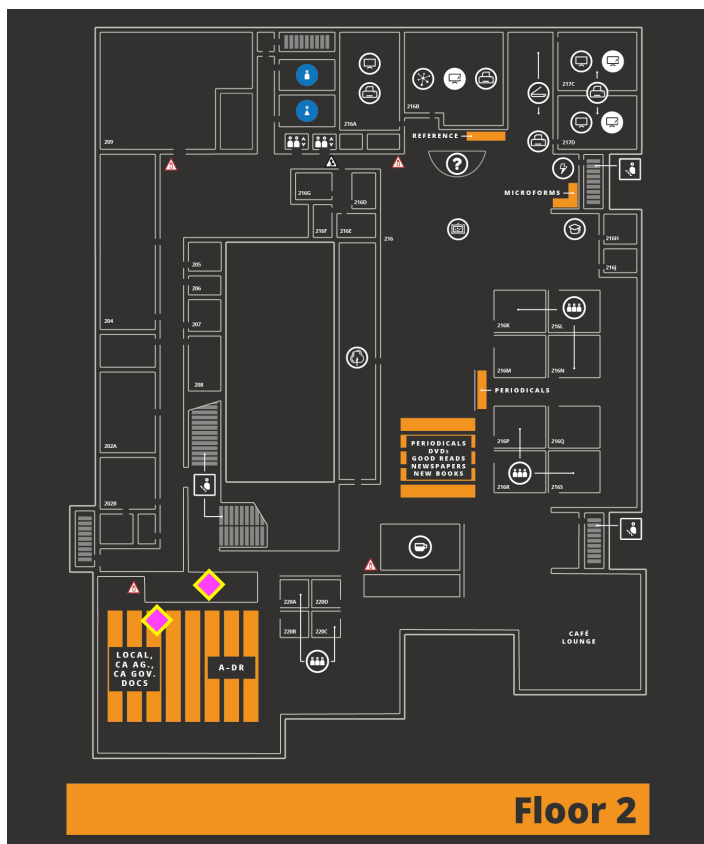 209
216A
216B
217C
217D
REFERENCE
?
MICROFORMS
216G
216D
216F
216E
216
216H
216J
204
205
206
207
208
216K
216L
216M
216N
PERIODICALS
PERIODICALS
DVDs
GOOD READS
NEWSPAPERS
NEW BOOKS
216P
216Q
216R
216S
202A
202B
220A
220D
220B
220C
CAFÉ
LOUNGE
LOCAL,
CA AG.,
CA GOV.
DOCS
A–DR
Floor 2